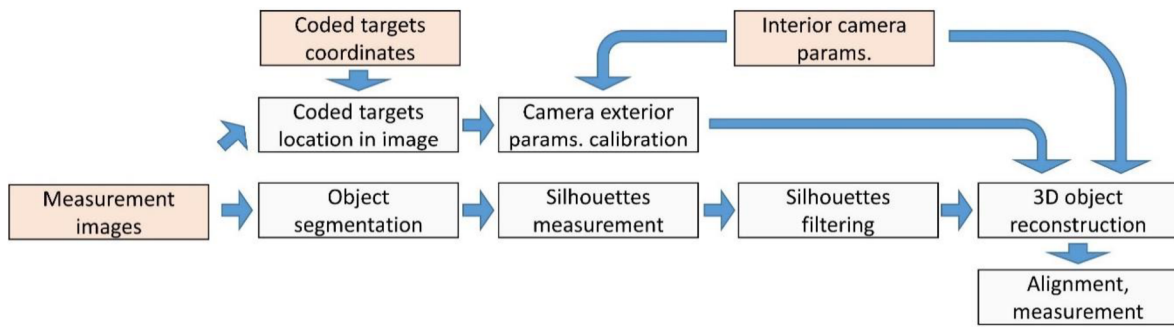 Coded targets
coordinates
Interior camera
params.
Coded targets
location in image
Camera exterior
params. calibration
Measurement
images
Object
segmentation
Silhouettes
measurement
Silhouettes
filtering
3D object
reconstruction
Alignment,
measurement